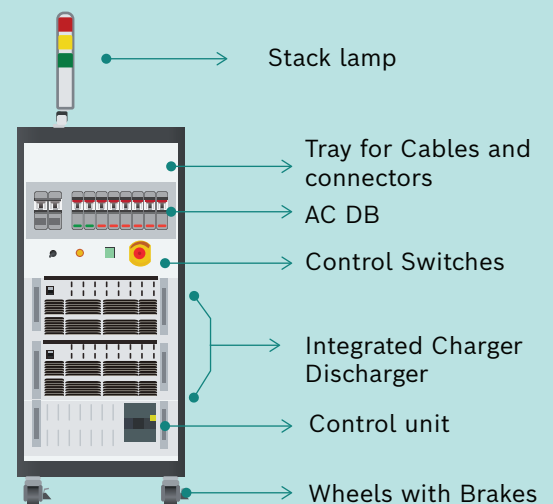 Stack lamp
Tray for Cables and
connectors
AC DB
Control Switches
Integrated Charger
Discharger
Control unit
Wheels with Brakes